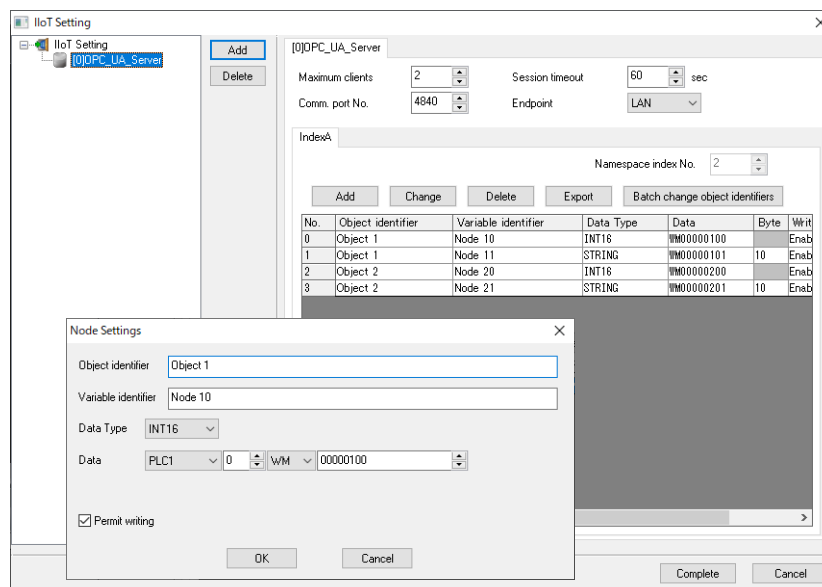 IIoT Setting
IIoT Setting
[0]OPC_UA_Server
Add
Delete
[0]OPC_UA_Server
Maximum clients 2 Session timeout 60 sec
Comm. port No. 4840 Endpoint LAN
IndexA
Namespace index No. 2
Add Change Delete Export Batch change object identifiers
No. Object identifier Variable identifier Data Type Data Byte Writ
0 Object 1 Node 10 INT16 WM00000100 Enab
1 Object 1 Node 11 STRING WM00000101 10 Enab
2 Object 2 Node 20 INT16 WM00000200 Enab
3 Object 2 Node 21 STRING WM00000201 10 Enab
Node Settings
Object identifier Object 1
Variable identifier Node 10
Data Type INT16
Data PLC1 0 WM 00000100
Permit writing
OK Cancel
Complete Cancel